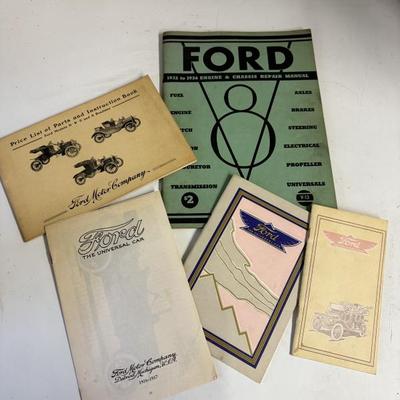 Price List of Parts and Instruction Book
Ford Motor Company
FORD
1932 to 1936 ENGINE & CHASSIS REPAIR MANUAL
FUEL
ENGINE
TRANSMISSION
AXLES
BRAKES
STEERING
ELECTRICAL
PROPELLER
UNIVERSALS
V
8
$2
Ford
THE UNIVERSAL CAR
Ford Motor Company
Detroit, Michigan, U.S.A.
Ford
Ford